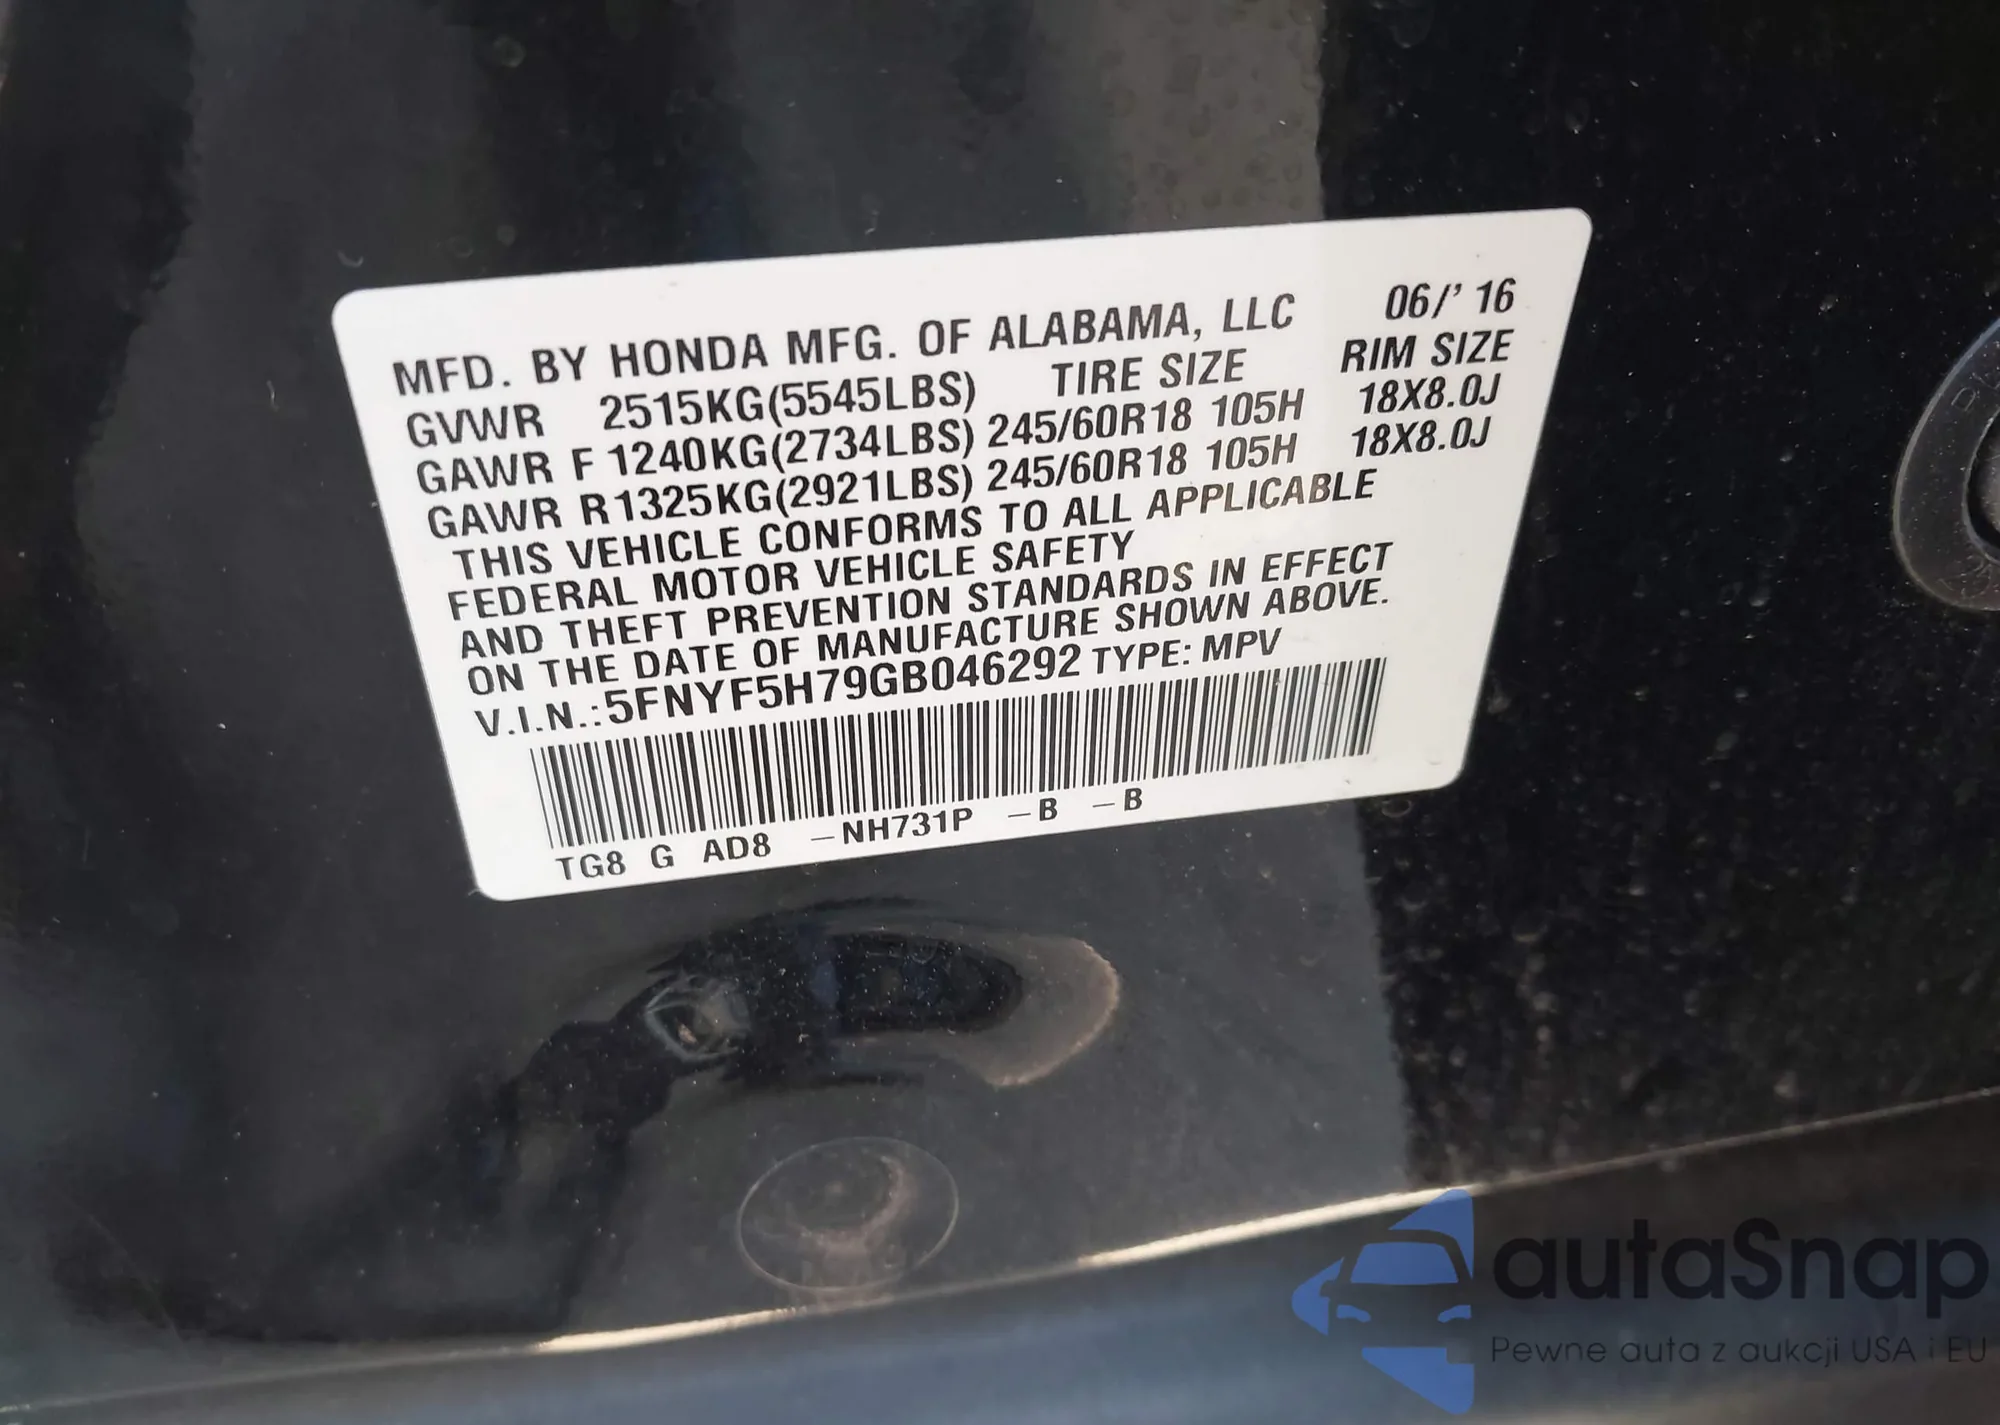 MFD. BY HONDA MFG. OF ALABAMA, LLC 06/' 16
GVWR 2515KG(5545LBS) TIRE SIZE RIM SIZE
GAWR F 1240KG(2734LBS) 245/60R18 105H 18X8.0J
GAWR R 1325KG(2921LBS) 245/60R18 105H 18X8.0J
THIS VEHICLE CONFORMS TO ALL APPLICABLE
FEDERAL MOTOR VEHICLE SAFETY
AND THEFT PREVENTION STANDARDS IN EFFECT
ON THE DATE OF MANUFACTURE SHOWN ABOVE.
V.I.N.:5FNYF5H79GB046292 TYPE: MPV
TG8 G AD8 –NH731P –B –B
autaSnap
Pewne auta z aukcji USA i EU